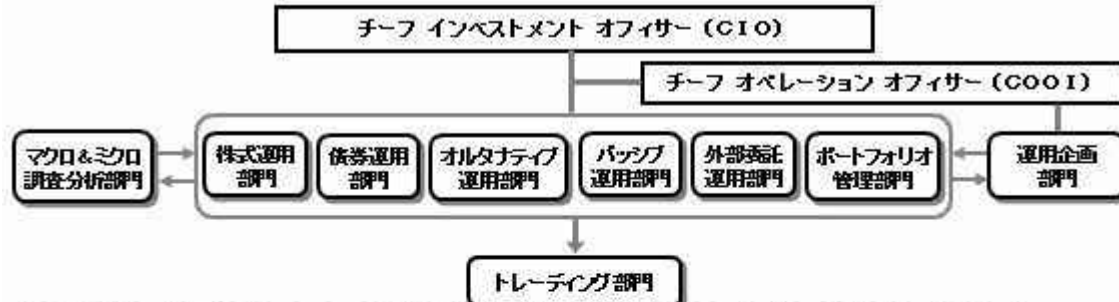 チーフ インベストメント オフィサー (CIO)
チーフ オペレーション オフィサー (COOI)
マクロ&ミクロ
調査分析部門
株式運用
部門
債券運用
部門
オルタナティブ
運用部門
パッシブ
運用部門
外部委託
運用部門
ポートフォリオ
管理部門
運用企画
部門
トレーディング部門